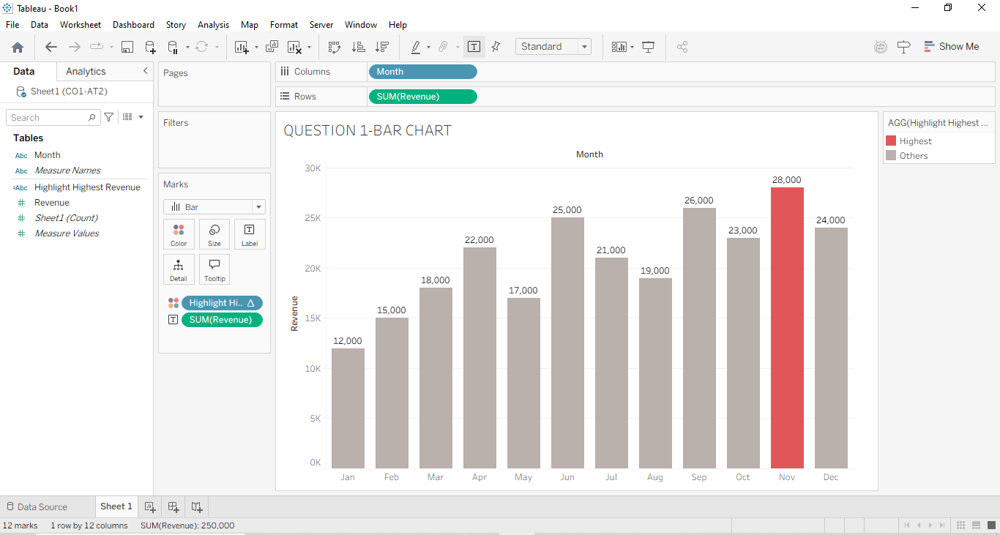 Tableau - Book1
File Data Worksheet Dashboard Story Analysis Map Format Server Window Help
Standard
Show Me
Data Analytics
Sheet1 (CO1-AT2)
Search
Tables
Abc Month
Abc Measure Names
=Abc Highlight Highest Revenue
# Revenue
# Sheet1 (Count)
# Measure Values
Pages
Filters
Marks
Bar
Color Size Label
Detail Tooltip
Highlight Hi.. Δ
SUM(Revenue)
Columns Month
Rows SUM(Revenue)
QUESTION 1-BAR CHART
Month
Revenue
30K
25K
20K
15K
10K
5K
0K
12,000
15,000
18,000
22,000
17,000
25,000
21,000
19,000
26,000
23,000
28,000
24,000
Jan Feb Mar Apr May Jun Jul Aug Sep Oct Nov Dec
AGG(Highlight Highest ...
Highest
Others
Data Source Sheet 1
12 marks 1 row by 12 columns SUM(Revenue): 250,000